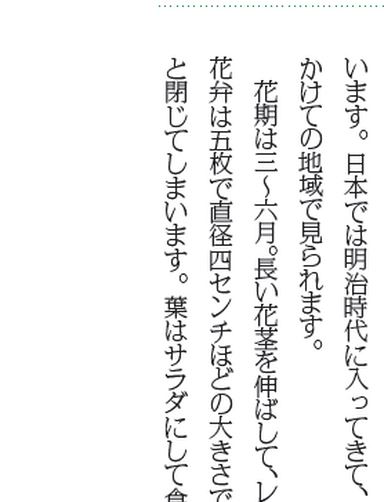 います。日本では明治時代に入ってきて、
かけての地域で見られます。
花期は三〜六月。長い花茎を伸ばして、レ
花弁は五枚で直径四センチほどの大きさで
と閉じてしまいます。葉はサラダにして食